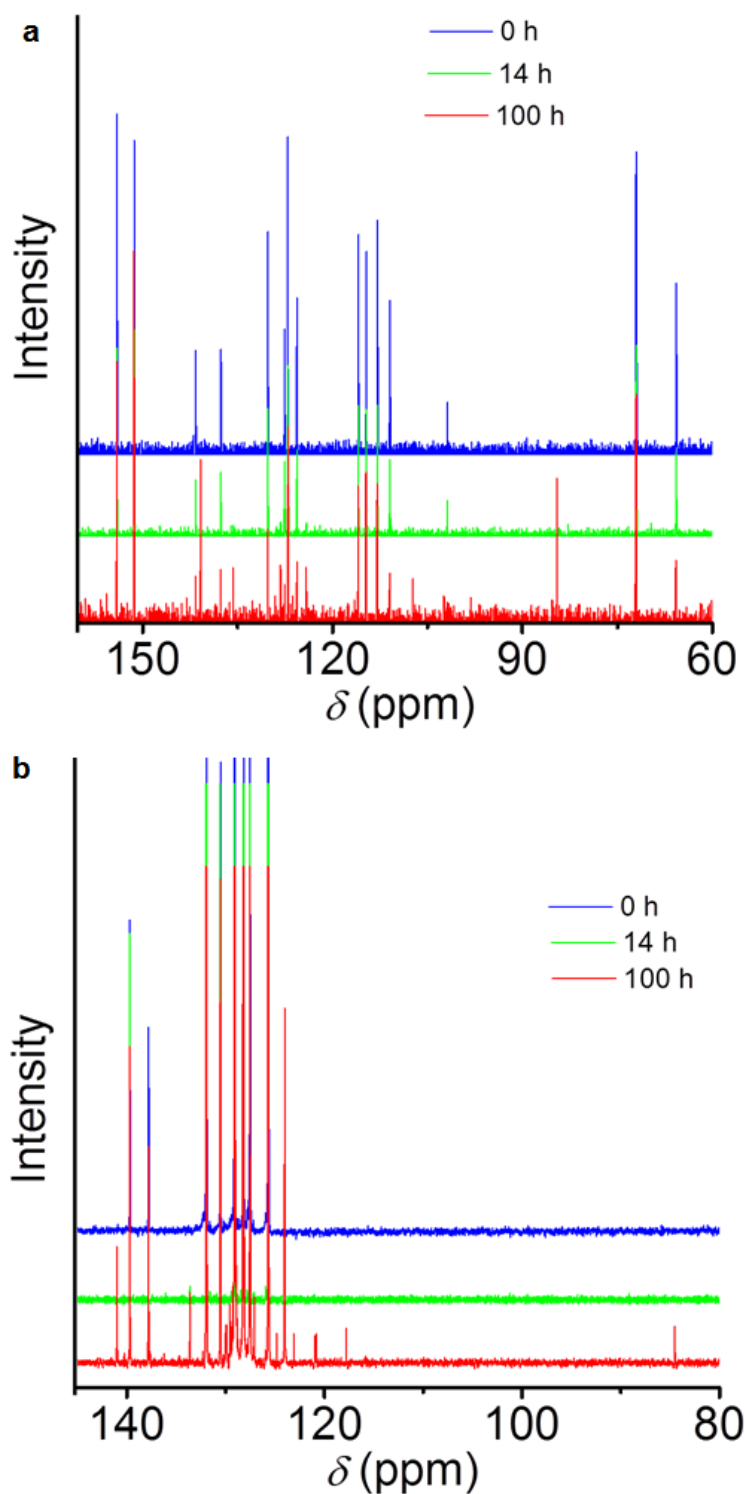 a
0 h
14 h
100 h
Intensity
150 120 90 60
δ (ppm)
b
0 h
14 h
100 h
Intensity
140 120 100 80
δ (ppm)